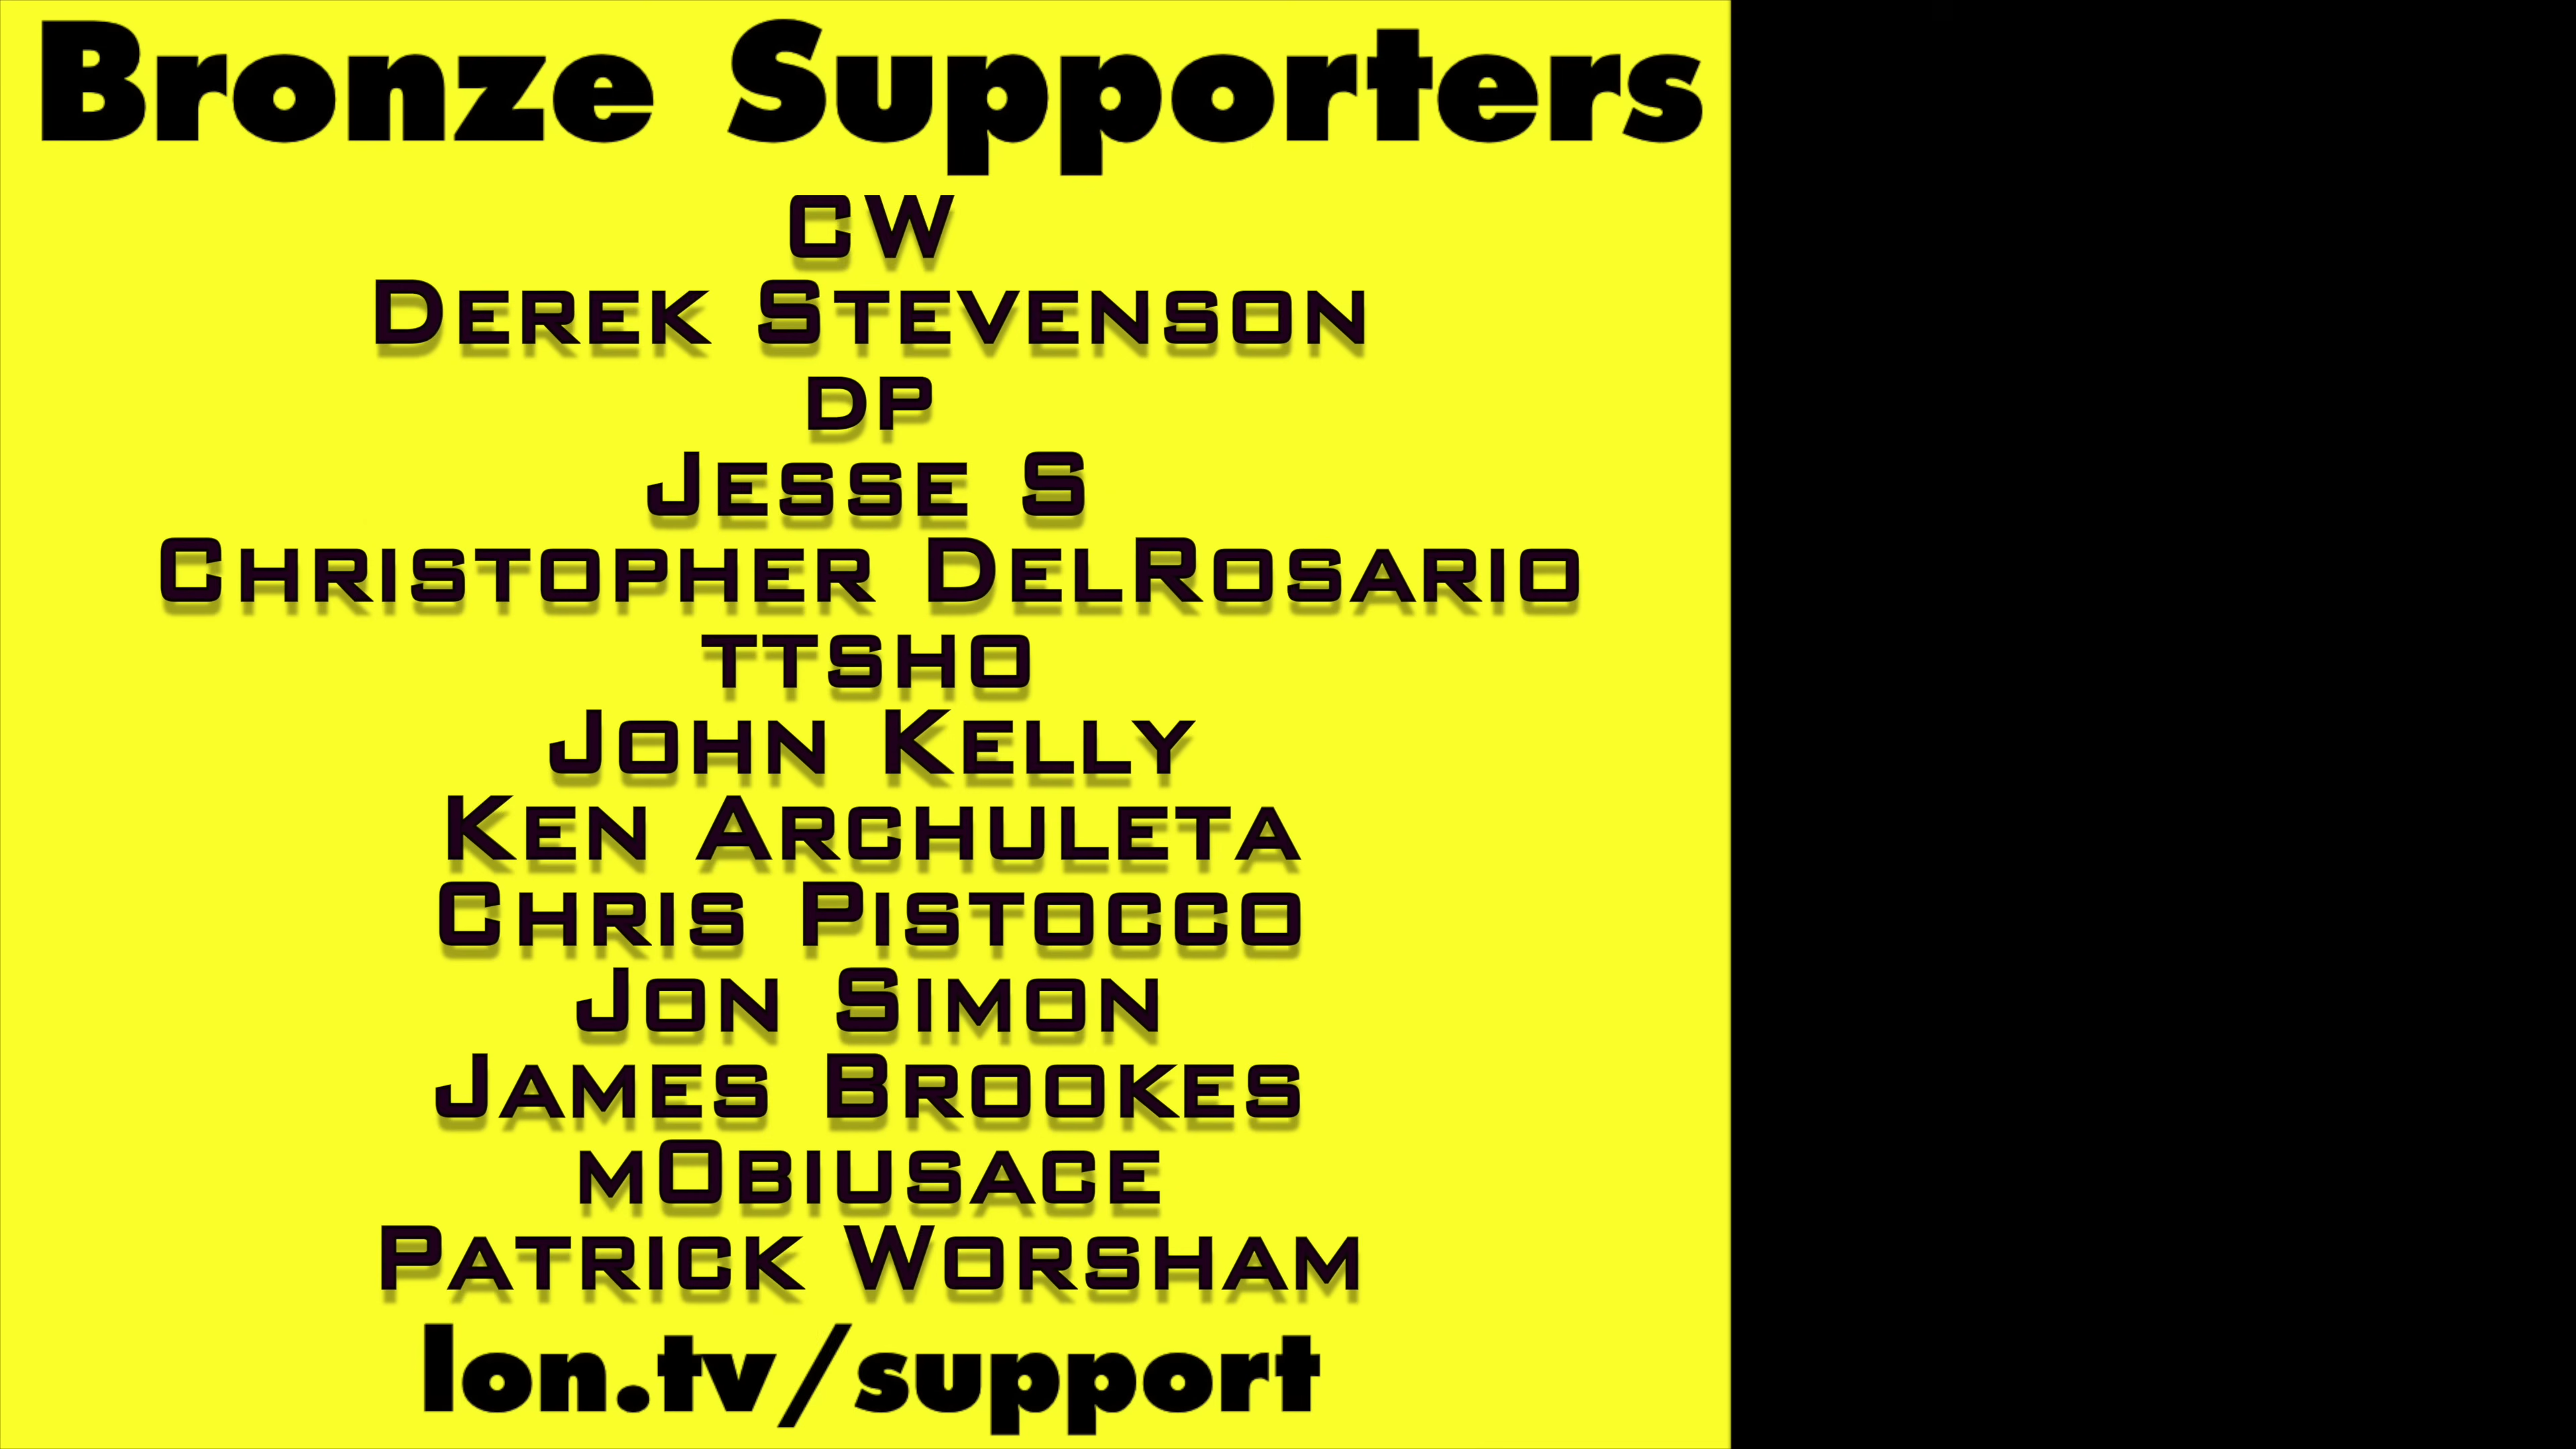 Bronze Supporters
CW
Derek Stevenson
dp
Jesse S
Christopher DelRosario
ttsho
John Kelly
Ken Archuleta
Chris Pistocco
Jon Simon
James Brookes
m0biusace
Patrick Worsham
lon.tv/support